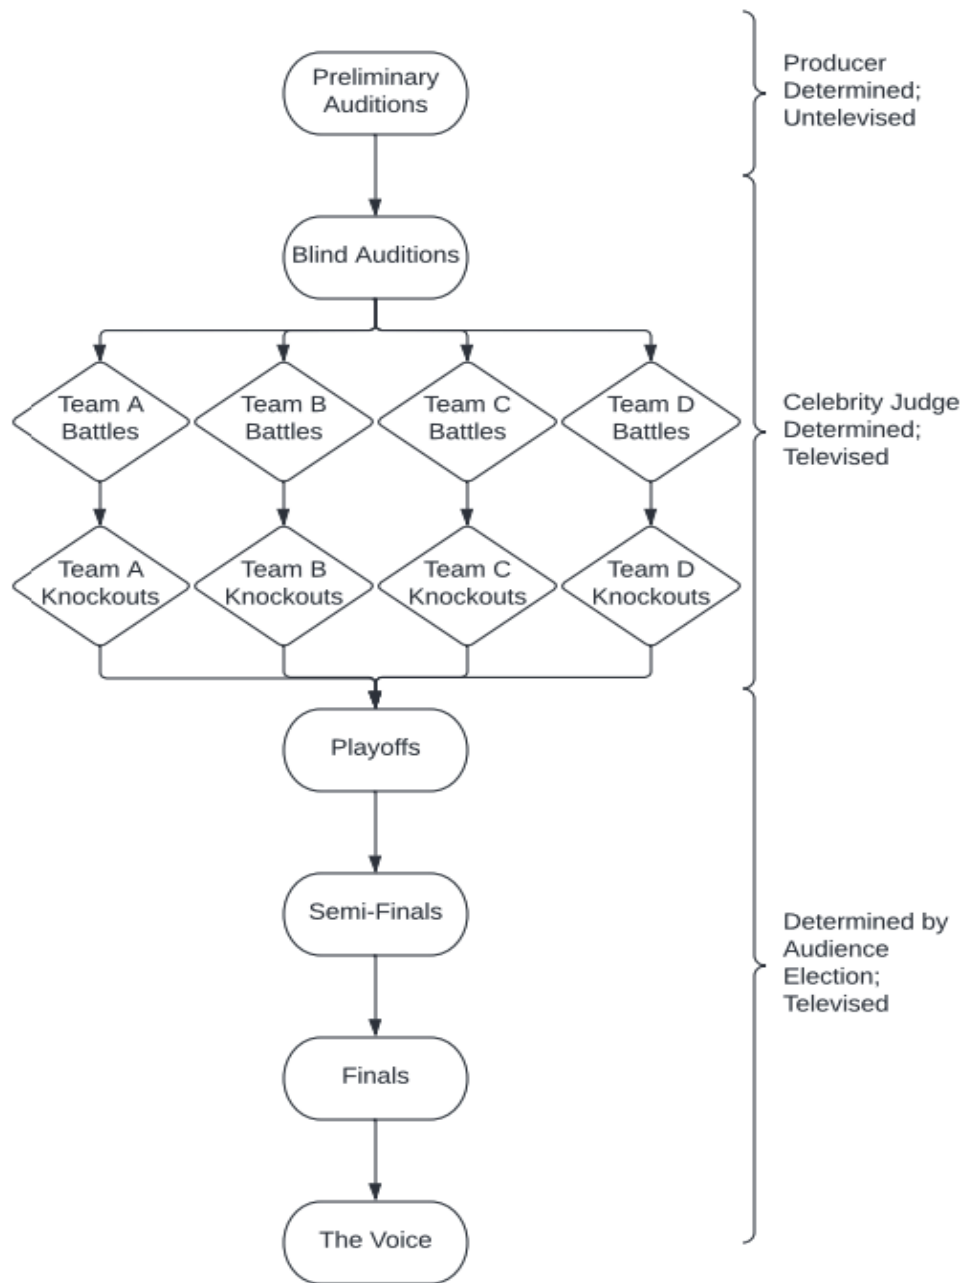 Preliminary
Auditions
Producer
Determined;
Untelevised
Blind Auditions
Team A
Battles
Team B
Battles
Team C
Battles
Team D
Battles
Celebrity Judge
Determined;
Televised
Team A
Knockouts
Team B
Knockouts
Team C
Knockouts
Team D
Knockouts
Playoffs
Semi-Finals
Determined by
Audience
Election;
Televised
Finals
The Voice